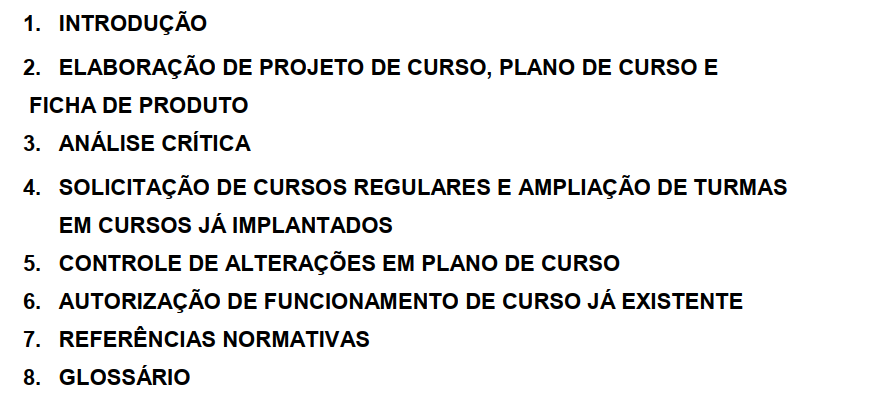 1. INTRODUÇÃO
2. ELABORAÇÃO DE PROJETO DE CURSO, PLANO DE CURSO E
FICHA DE PRODUTO
3. ANÁLISE CRÍTICA
4. SOLICITAÇÃO DE CURSOS REGULARES E AMPLIAÇÃO DE TURMAS
EM CURSOS JÁ IMPLANTADOS
5. CONTROLE DE ALTERAÇÕES EM PLANO DE CURSO
6. AUTORIZAÇÃO DE FUNCIONAMENTO DE CURSO JÁ EXISTENTE
7. REFERÊNCIAS NORMATIVAS
8. GLOSSÁRIO